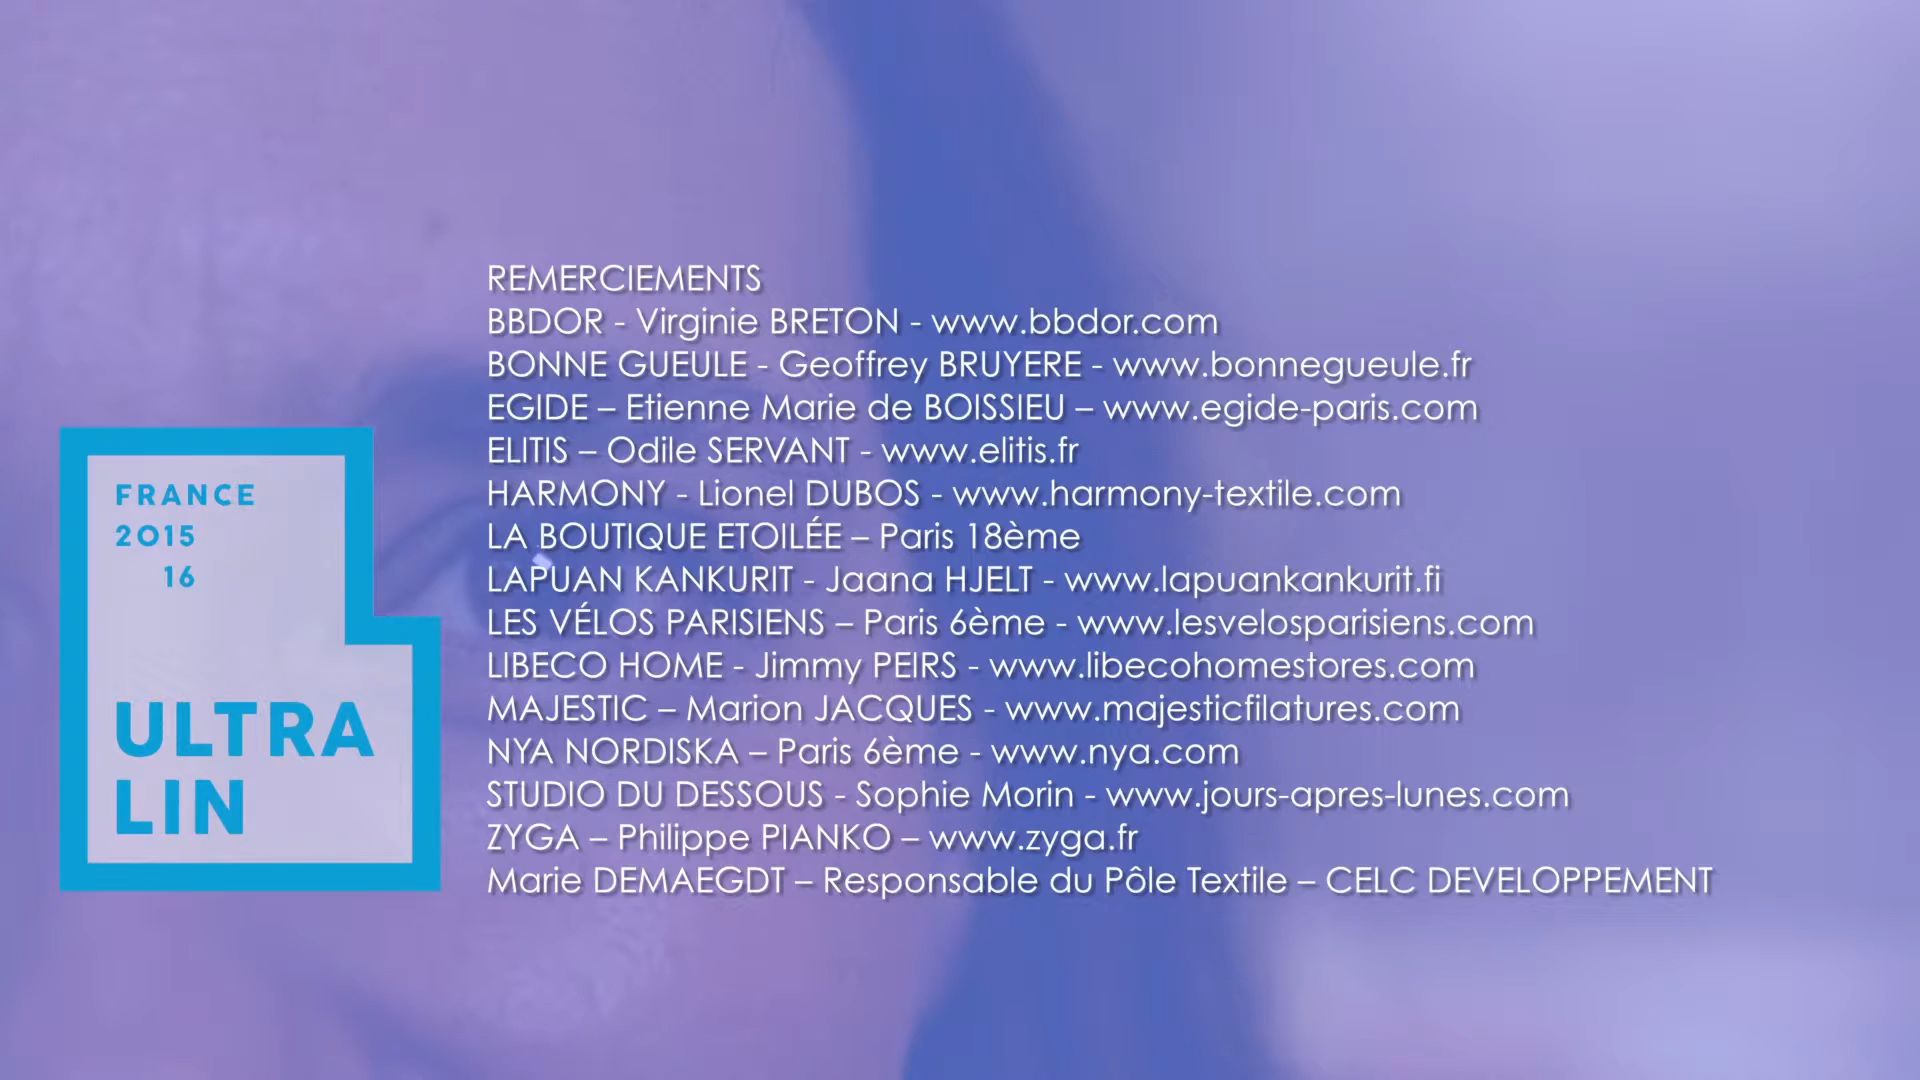 FRANCE
2015
16
ULTRA
LIN
REMERCIEMENTS
BBDOR - Virginie BRETON - www.bbdor.com
BONNE GUEULE - Geoffrey BRUYERE - www.bonnegueule.fr
EGIDE – Etienne Marie de BOISSIEU – www.egide-paris.com
ELITIS – Odile SERVANT - www.elitis.fr
HARMONY - Lionel DUBOS - www.harmony-textile.com
LA BOUTIQUE ETOILÉE – Paris 18ème
LAPUAN KANKURIT - Jaana HJELT - www.lapuankankurit.fi
LES VÉLOS PARISIENS – Paris 6ème - www.lesvelosparisiens.com
LIBECO HOME - Jimmy PEIRS - www.libecohomestores.com
MAJESTIC – Marion JACQUES - www.majesticfilatures.com
NYA NORDISKA – Paris 6ème - www.nya.com
STUDIO DU DESSOUS - Sophie Morin - www.jours-apres-lunes.com
ZYGA – Philippe PIANKO – www.zyga.fr
Marie DEMAEGDT – Responsable du Pôle Textile – CELC DEVELOPPEMENT